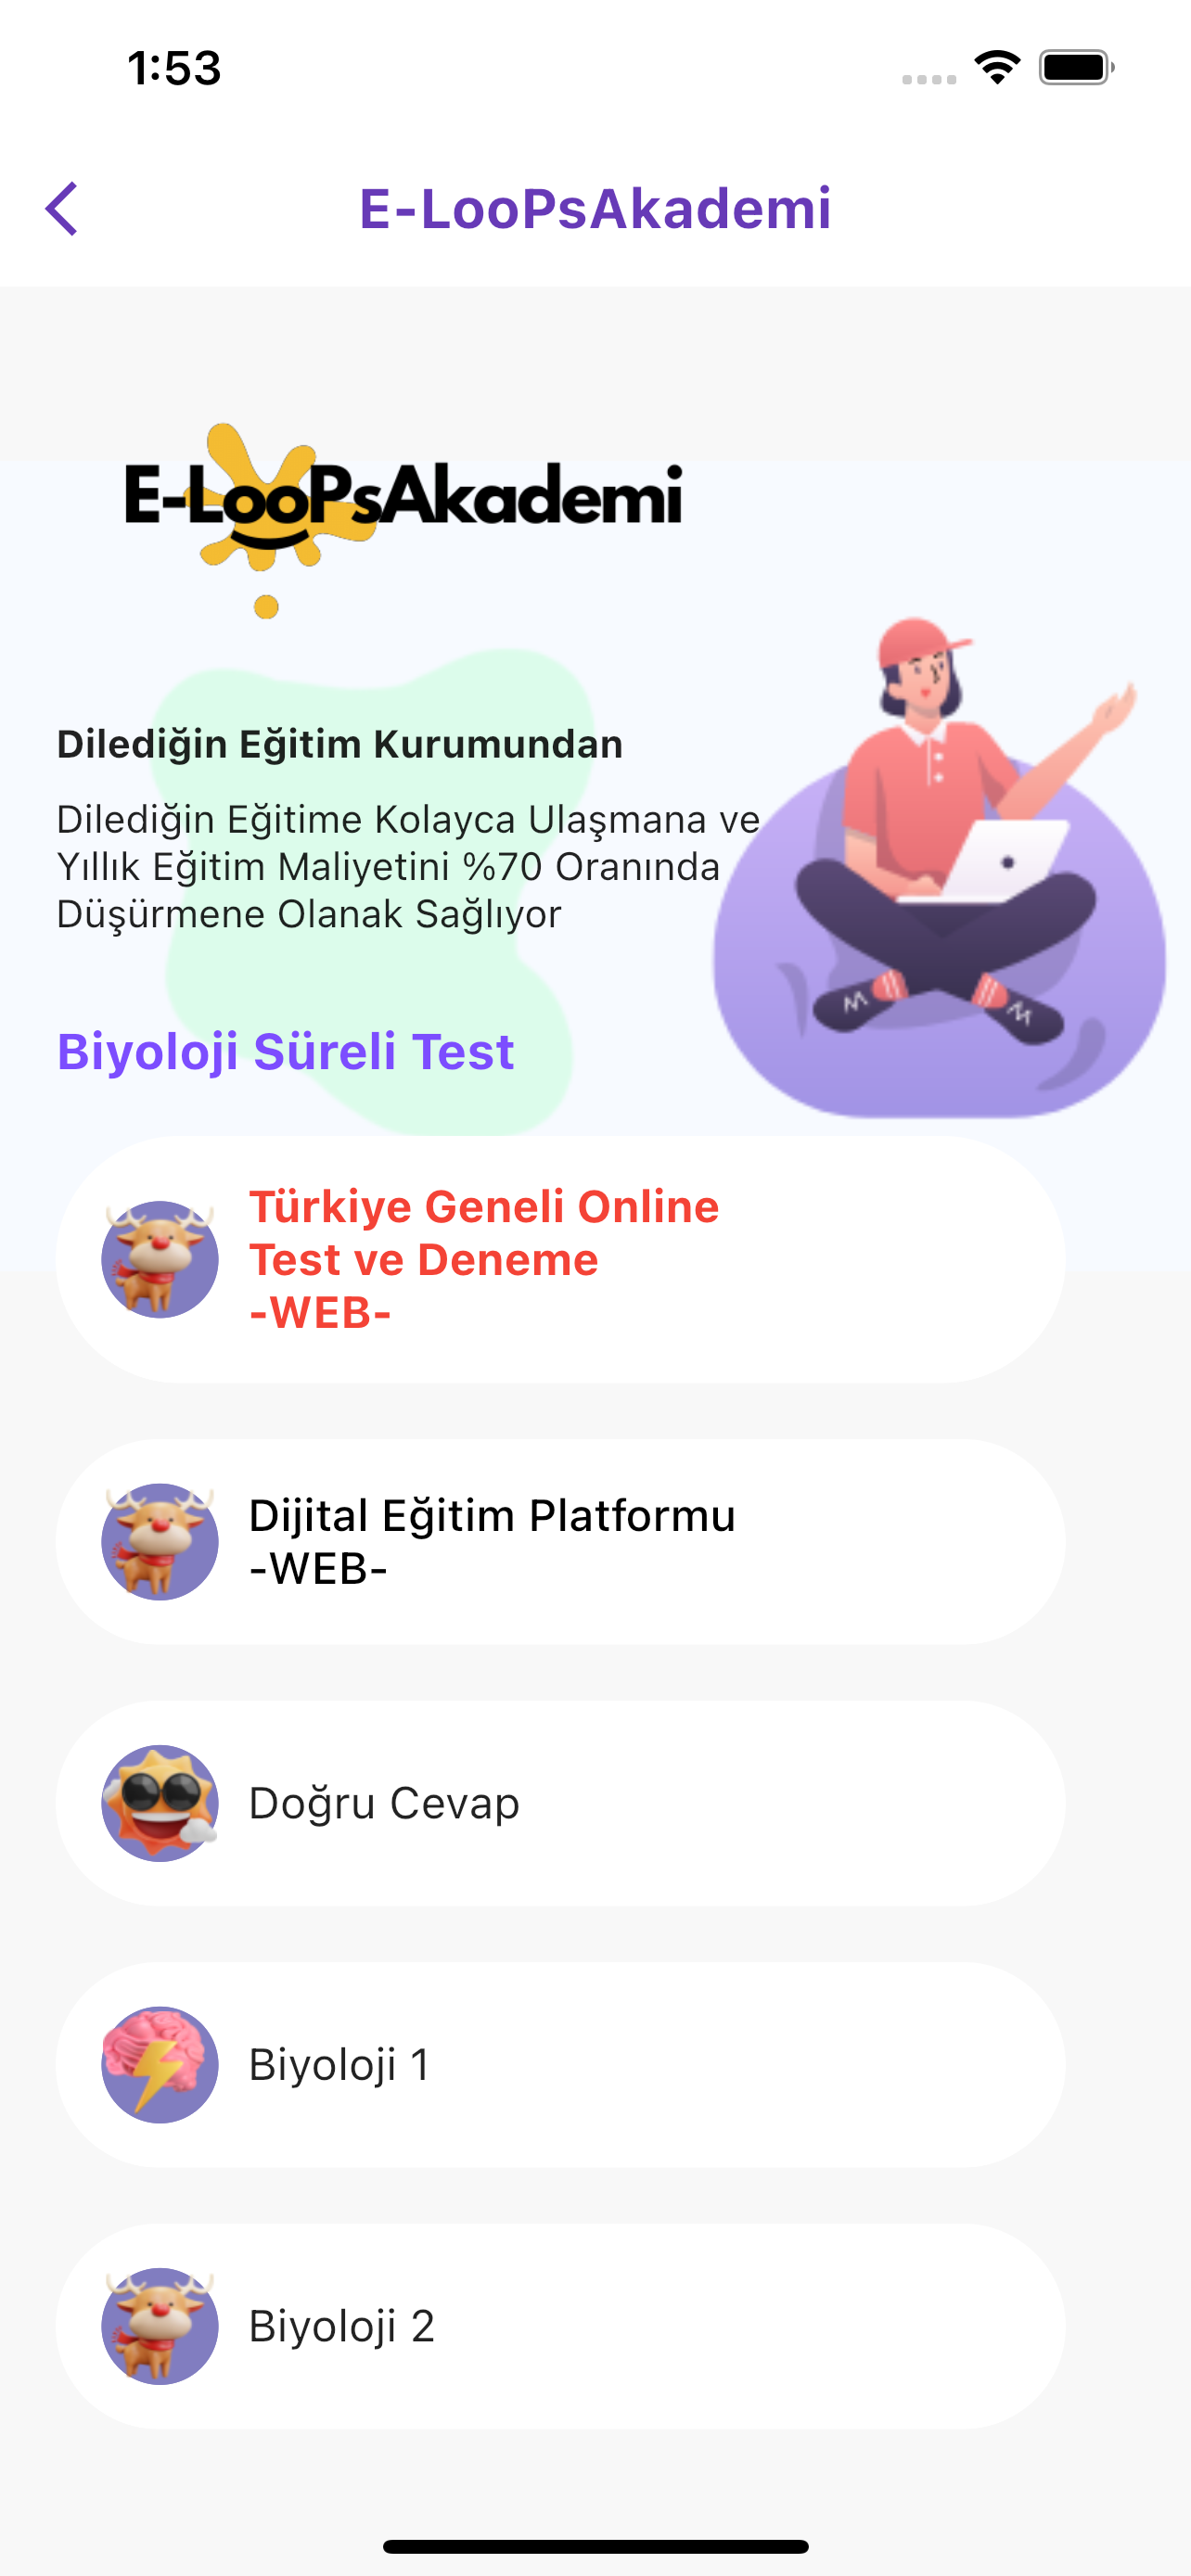 1:53
E-LooPsAkademi
E-LooPsAkademi
Dilediğin Eğitim Kurumundan
Dilediğin Eğitime Kolayca Ulaşmana ve
Yıllık Eğitim Maliyetini %70 Oranında
Düşürmene Olanak Sağlıyor
Biyoloji Süreli Test
Türkiye Geneli Online
Test ve Deneme
-WEB-
Dijital Eğitim Platformu
-WEB-
Doğru Cevap
Biyoloji 1
Biyoloji 2